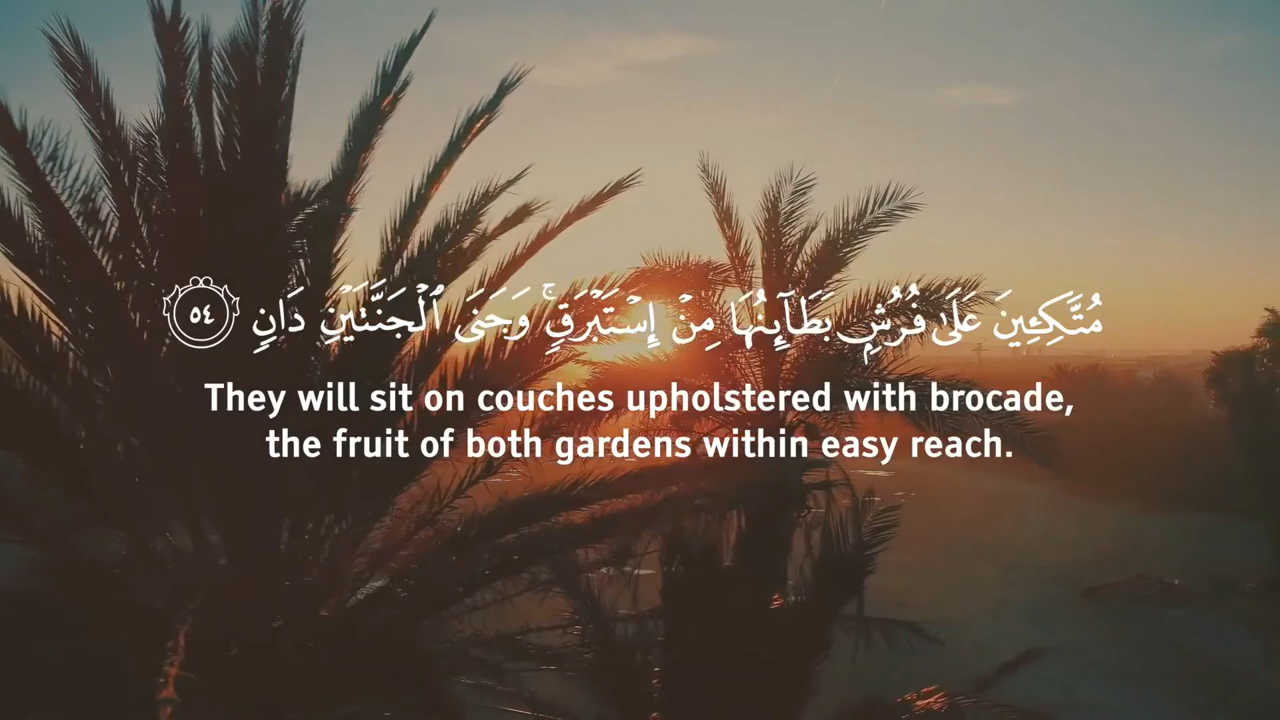 مُتَّكِـِٔينَ عَلَىٰ فُرُشٍۭ بَطَآئِنُهَا مِنْ إِسْتَبْرَقٍۚ وَجَنَى ٱلْجَنَّتَيْنِ دَانٍ ٥٤
They will sit on couches upholstered with brocade,
the fruit of both gardens within easy reach.